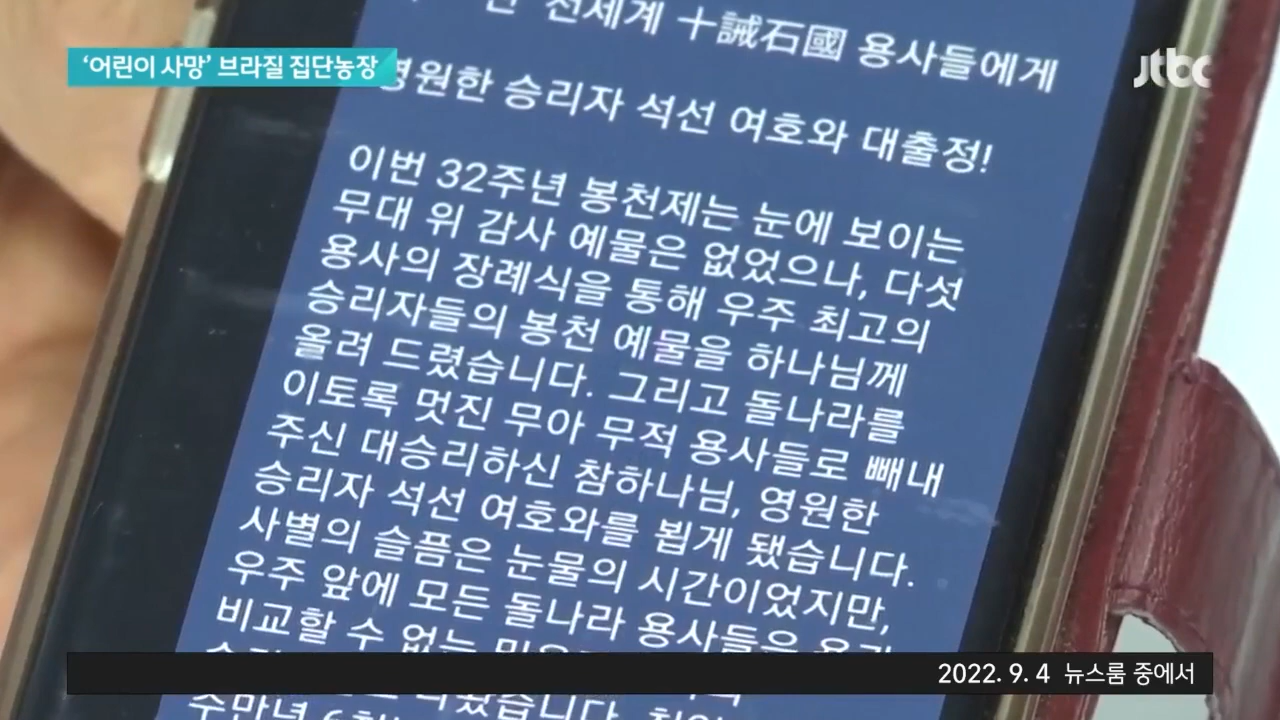 '어린이 사망' 브라질 집단농장
jtbc
전세계 十誡石國 용사들에게
영원한 승리자 석선 여호와 대출정!
이번 32주년 봉천제는 눈에 보이는
무대 위 감사 예물은 없었으나, 다섯
용사의 장례식을 통해 우주 최고의
승리자들의 봉천 예물을 하나님께
올려 드렸습니다. 그리고 돌나라를
이토록 멋진 무아 무적 용사들로 빼내
주신 대승리하신 참하나님, 영원한
승리자 석선 여호와를 뵙게 됐습니다.
사별의 슬픔은 눈물의 시간이었지만,
우주 앞에 모든 돌나라 용사들은
비교할 수 없는
2022. 9. 4 뉴스룸 중에서